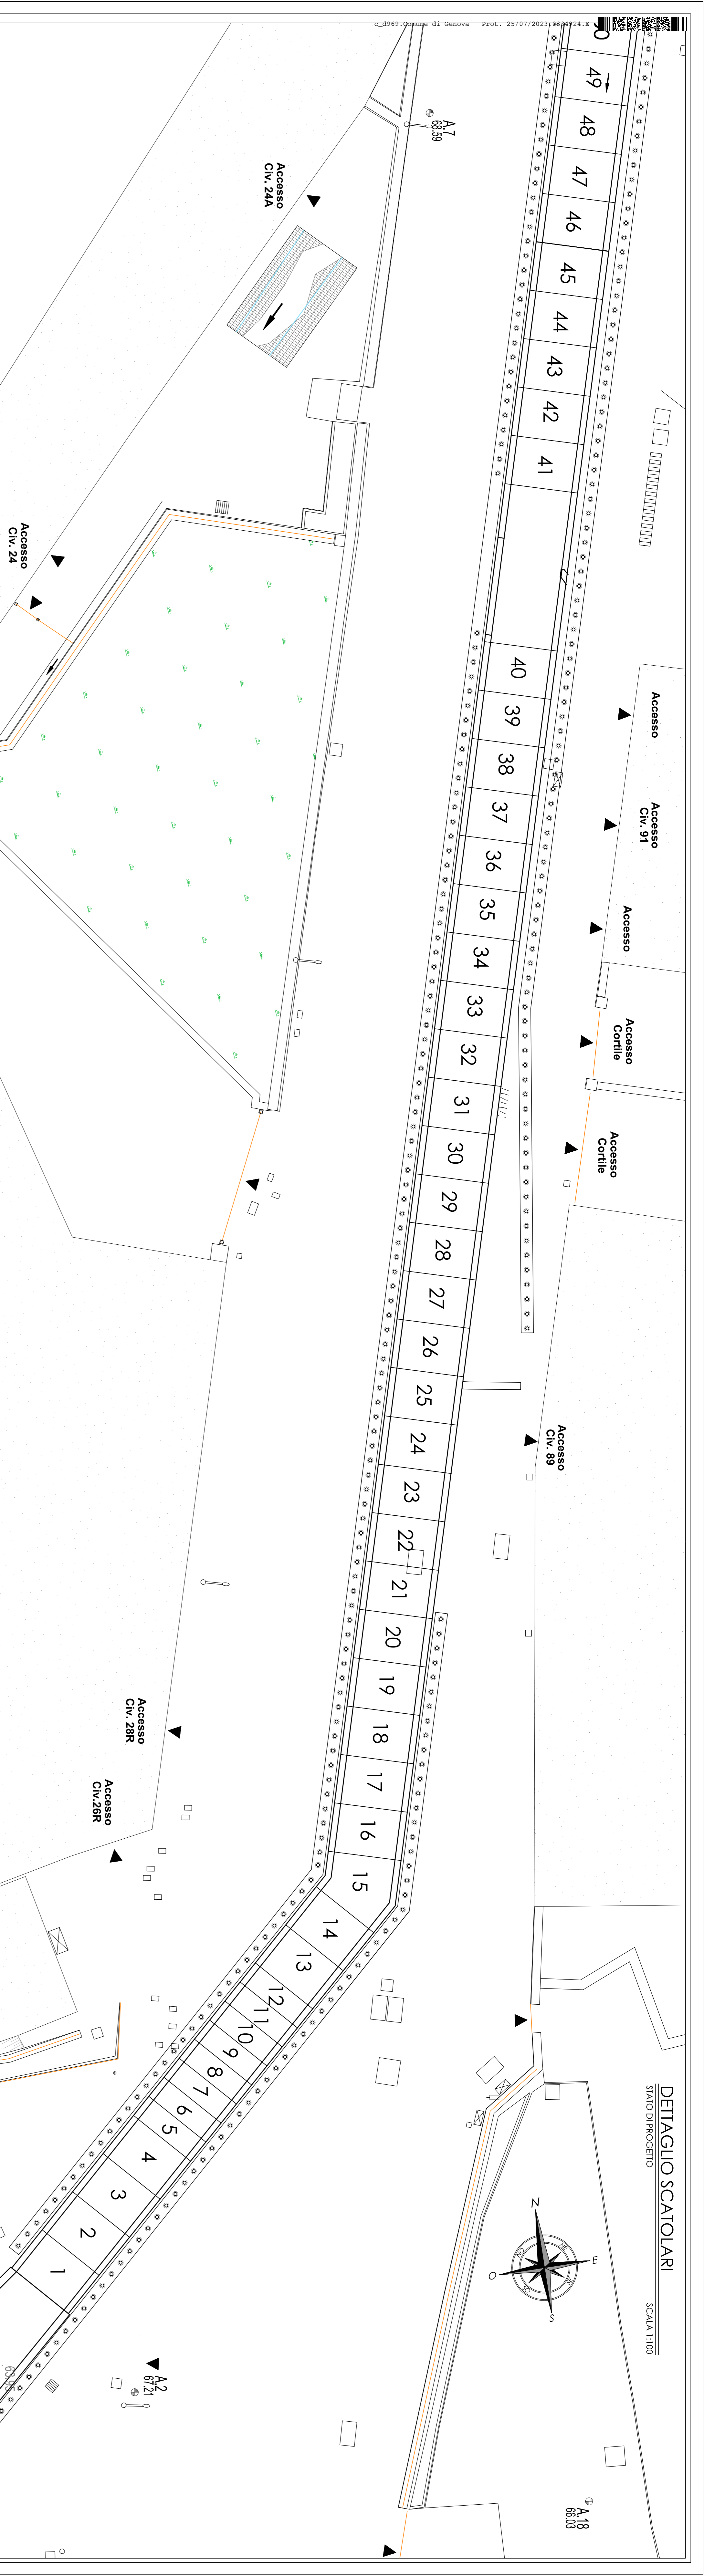 c_d969.Comune di Genova - Prot. 25/07/2023
49
48
47
46
45
44
43
42
41
40
39
38
37
36
35
34
33
32
31
30
29
28
27
26
25
24
23
22
21
20
19
18
17
16
15
14
13
12
11
10
9
8
7
6
5
4
3
2
1
A.7
68.59
Accesso
Civ. 24A
Accesso
Civ. 24
Accesso
Accesso
Civ. 91
Accesso
Accesso
Cortile
Accesso
Cortile
Accesso
Civ. 89
Accesso
Civ. 28R
Accesso
Civ.26R
DETTAGLIO SCATOLARI
STATO DI PROGETTO
SCALA 1:100
N
NE
E
SE
S
SO
O
NO
A.2
67.21
A.18
66.03